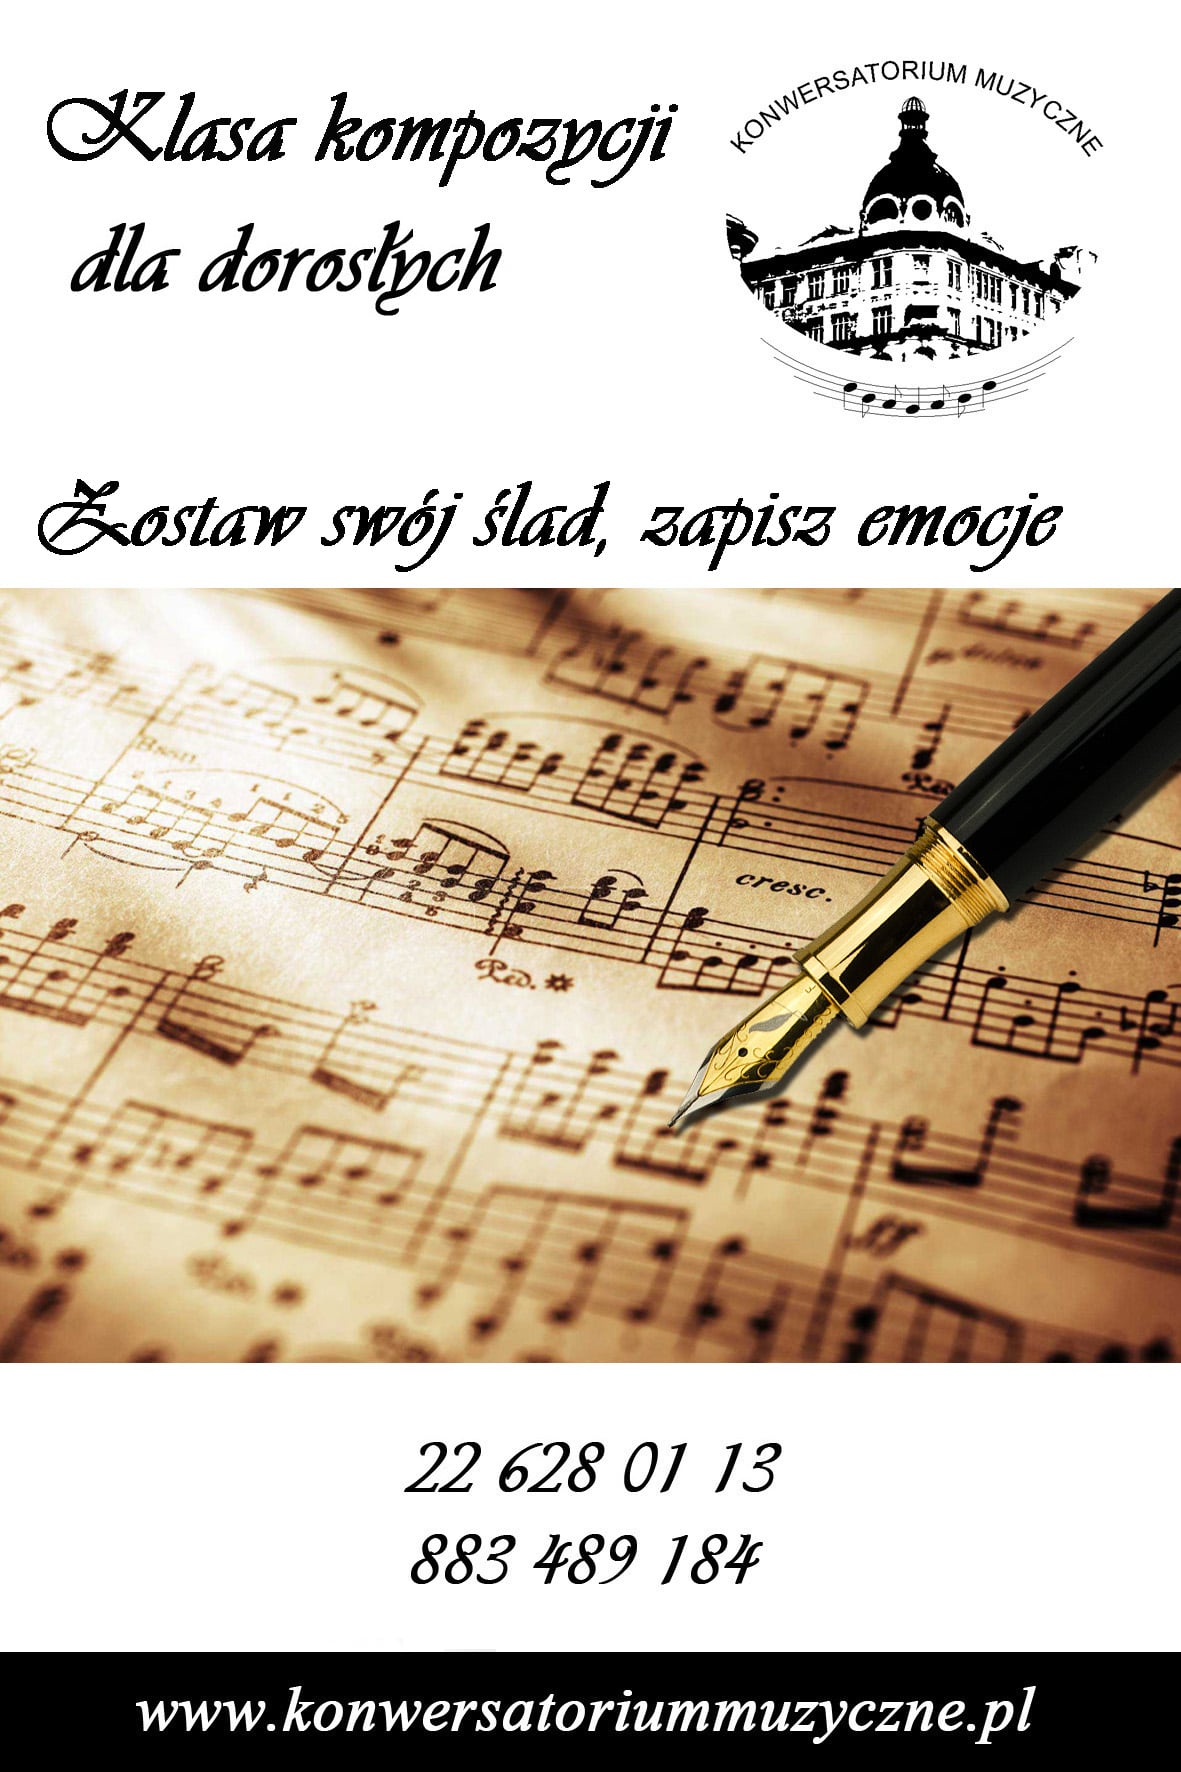 Klasa kompozycji
dla dorosłych
KONWERSATORIUM MUZYCZNE
Zostaw swój ślad, zapisz emocje
cresc.
Ped.
22 628 01 13
883 489 184
www.konwersatoriummuzyczne.pl